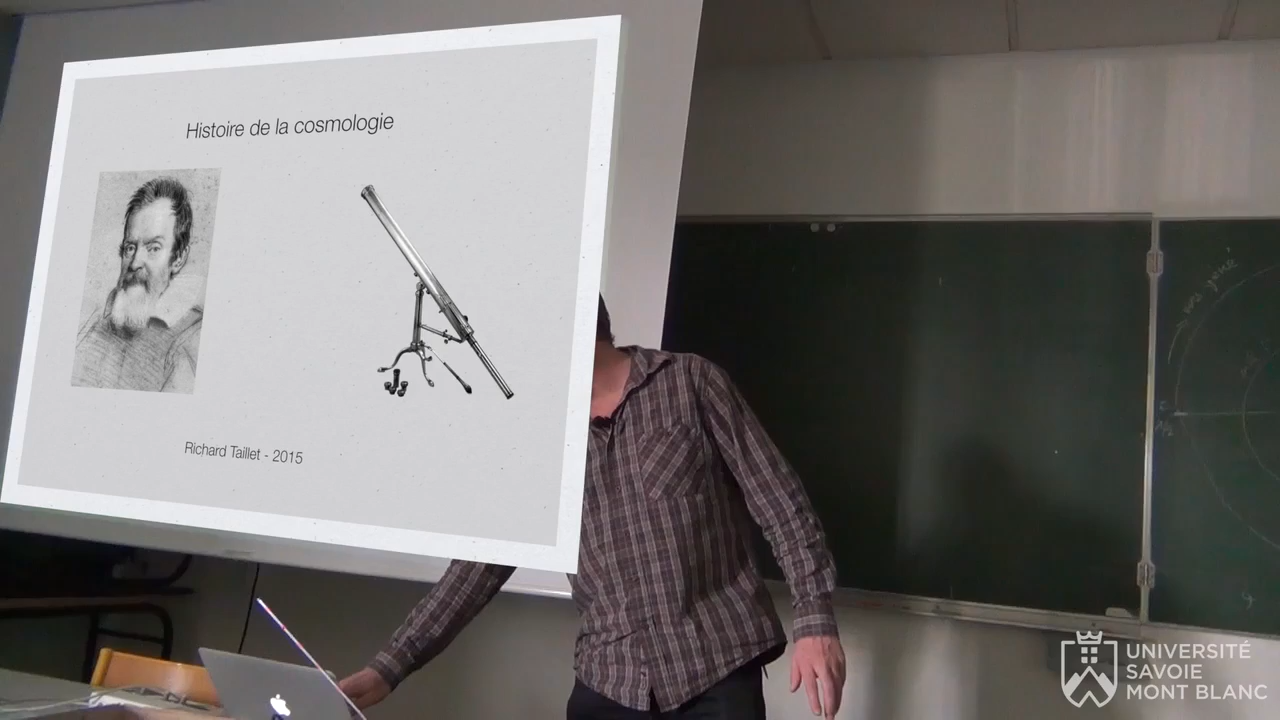 Histoire de la cosmologie
Richard Taillet - 2015
UNIVERSITÉ
SAVOIE
MONT BLANC